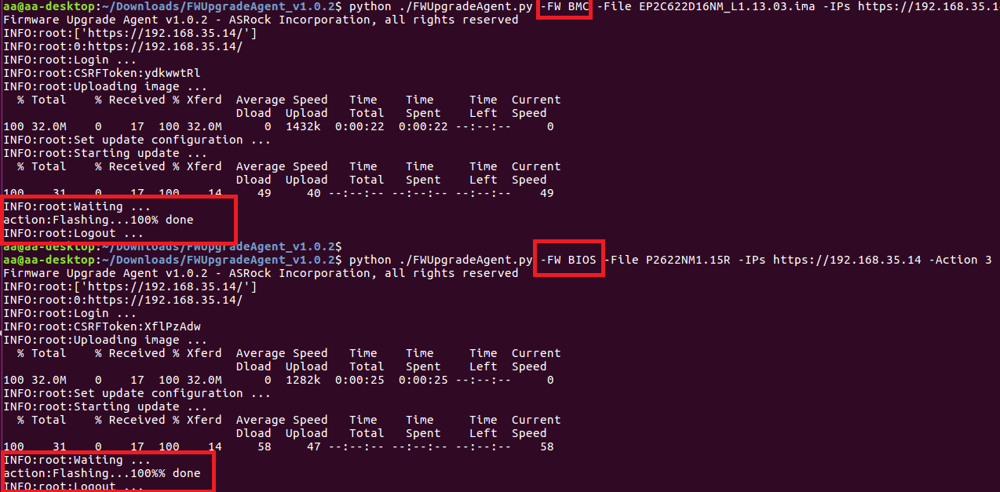 aa@aa-desktop:~/Downloads/FWUpgradeAgent_v1.0.2$ python ./FWUpgradeAgent.py -FW BMC -File EP2C622D16NM_L1.13.03.ima -IPs https://192.168.35.1
Firmware Upgrade Agent v1.0.2 - ASRock Incorporation, all rights reserved
INFO:root:['https://192.168.35.14/']
INFO:root:0:https://192.168.35.14/
INFO:root:Login ...
INFO:root:CSRFToken:ydkwwtRl
INFO:root:Uploading image ...
  % Total    % Received % Xferd  Average Speed   Time    Time     Time  Current
                                 Dload  Upload   Total   Spent    Left  Speed
100 32.0M    0    17  100 32.0M      0  1432k  0:00:22  0:00:22 --:--:--     0
INFO:root:Set update configuration ...
INFO:root:Starting update ...
  % Total    % Received % Xferd  Average Speed   Time    Time     Time  Current
                                 Dload  Upload   Total   Spent    Left  Speed
100    31    0    17  100    14     49     40 --:--:-- --:--:-- --:--:--    49
INFO:root:Waiting ...
action:Flashing...100% done
INFO:root:Logout ...
aa@aa-desktop:~/Downloads/FWUpgradeAgent_v1.0.2$
aa@aa-desktop:~/Downloads/FWUpgradeAgent_v1.0.2$ python ./FWUpgradeAgent.py -FW BIOS -File P2622NM1.15R -IPs https://192.168.35.14 -Action 3
Firmware Upgrade Agent v1.0.2 - ASRock Incorporation, all rights reserved
INFO:root:['https://192.168.35.14/']
INFO:root:0:https://192.168.35.14/
INFO:root:Login ...
INFO:root:CSRFToken:XflPzAdw
INFO:root:Uploading image ...
  % Total    % Received % Xferd  Average Speed   Time    Time     Time  Current
                                 Dload  Upload   Total   Spent    Left  Speed
100 32.0M    0    17  100 32.0M      0  1282k  0:00:25  0:00:25 --:--:--     0
INFO:root:Set update configuration ...
INFO:root:Starting update ...
  % Total    % Received % Xferd  Average Speed   Time    Time     Time  Current
                                 Dload  Upload   Total   Spent    Left  Speed
100    31    0    17  100    14     58     47 --:--:-- --:--:-- --:--:--    58
INFO:root:Waiting ...
action:Flashing...100%% done
INFO:root:Logout ...